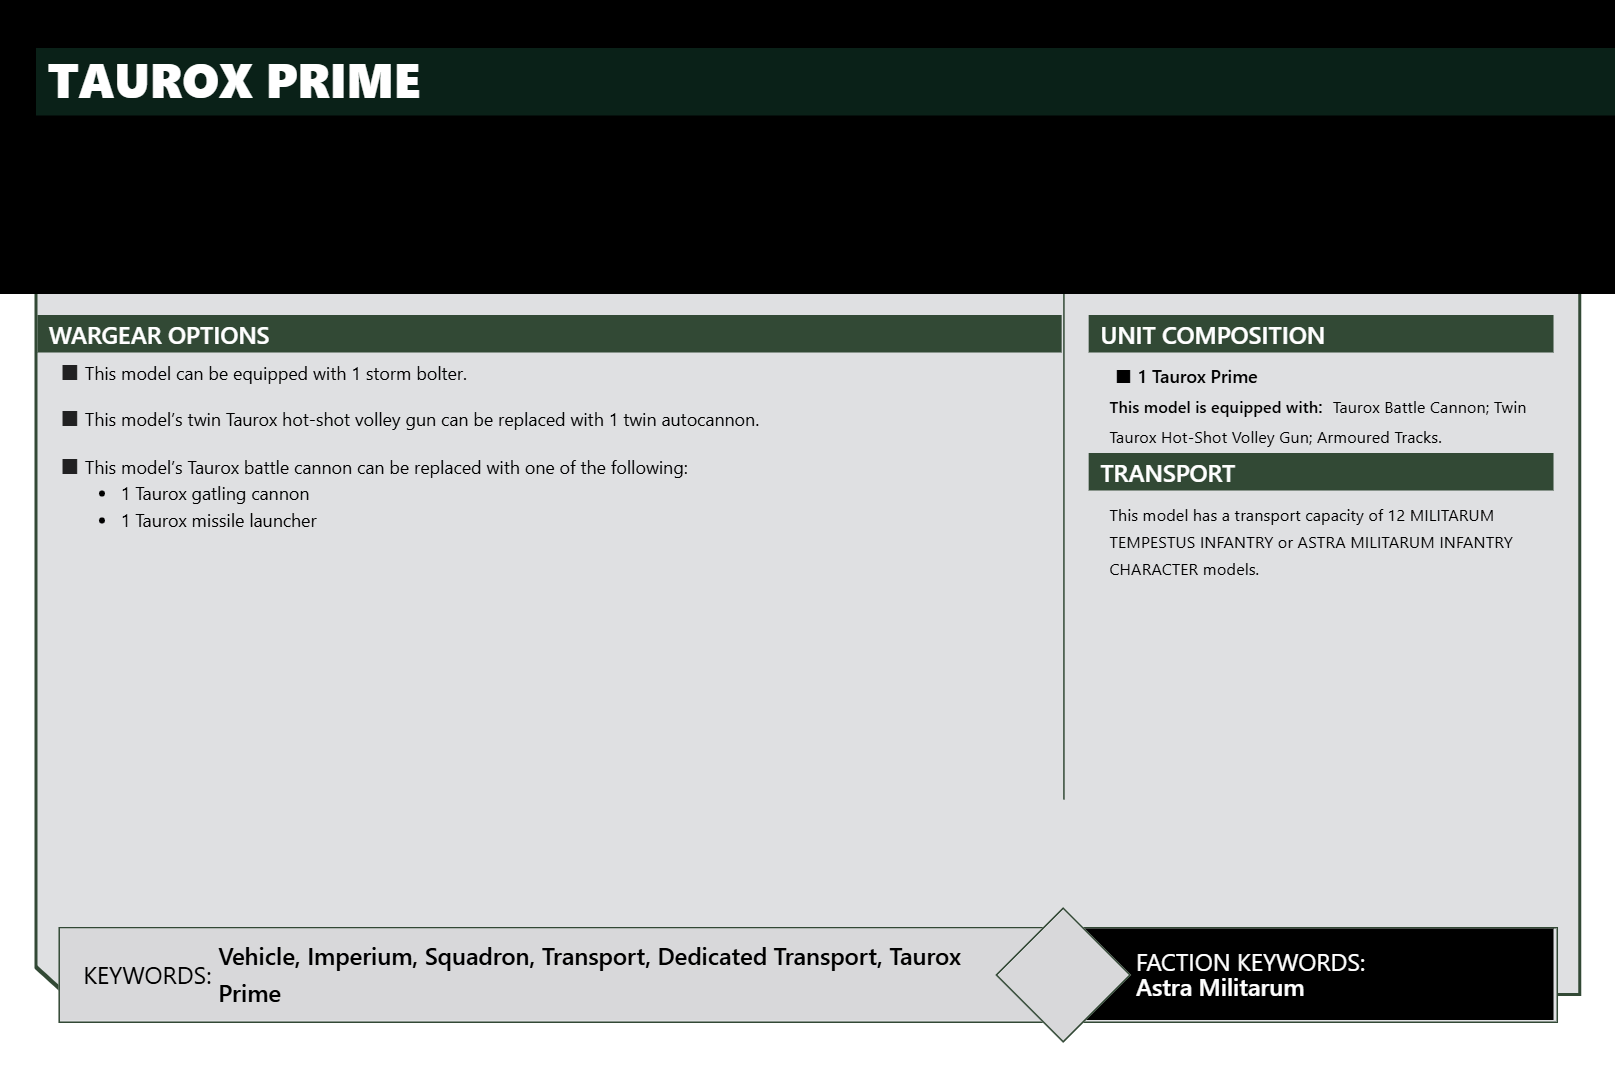 TAUROX PRIME
WARGEAR OPTIONS
■ This model can be equipped with 1 storm bolter.
■ This model’s twin Taurox hot-shot volley gun can be replaced with 1 twin autocannon.
■ This model’s Taurox battle cannon can be replaced with one of the following:
• 1 Taurox gatling cannon
• 1 Taurox missile launcher
UNIT COMPOSITION
■ 1 Taurox Prime
This model is equipped with: Taurox Battle Cannon; Twin
Taurox Hot-Shot Volley Gun; Armoured Tracks.
TRANSPORT
This model has a transport capacity of 12 MILITARUM
TEMPESTUS INFANTRY or ASTRA MILITARUM INFANTRY
CHARACTER models.
KEYWORDS: Vehicle, Imperium, Squadron, Transport, Dedicated Transport, Taurox
Prime
FACTION KEYWORDS:
Astra Militarum